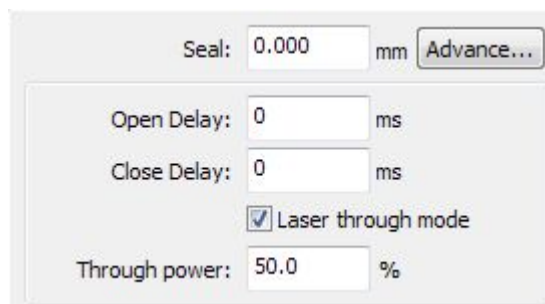 Seal: 0.000 mm Advance...
Open Delay: 0 ms
Close Delay: 0 ms
Laser through mode
Through power: 50.0 %